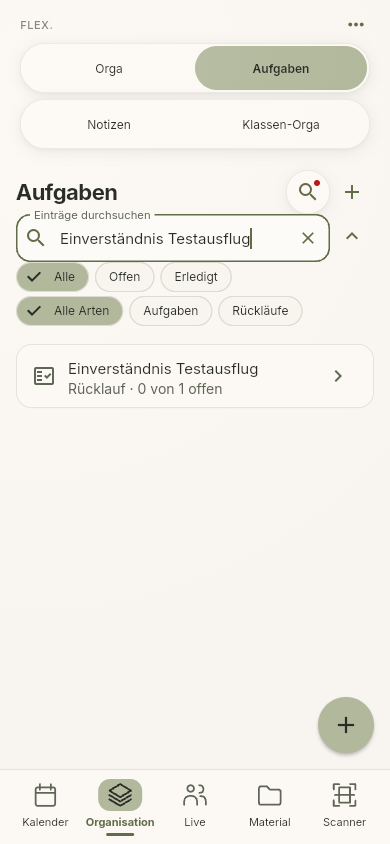 FLEX.
Orga
Aufgaben
Notizen
Klassen-Orga
Aufgaben
Einträge durchsuchen
Einverständnis Testausflug
Alle
Offen
Erledigt
Alle Arten
Aufgaben
Rückläufe
Einverständnis Testausflug
Rücklauf · 0 von 1 offen
Kalender
Organisation
Live
Material
Scanner